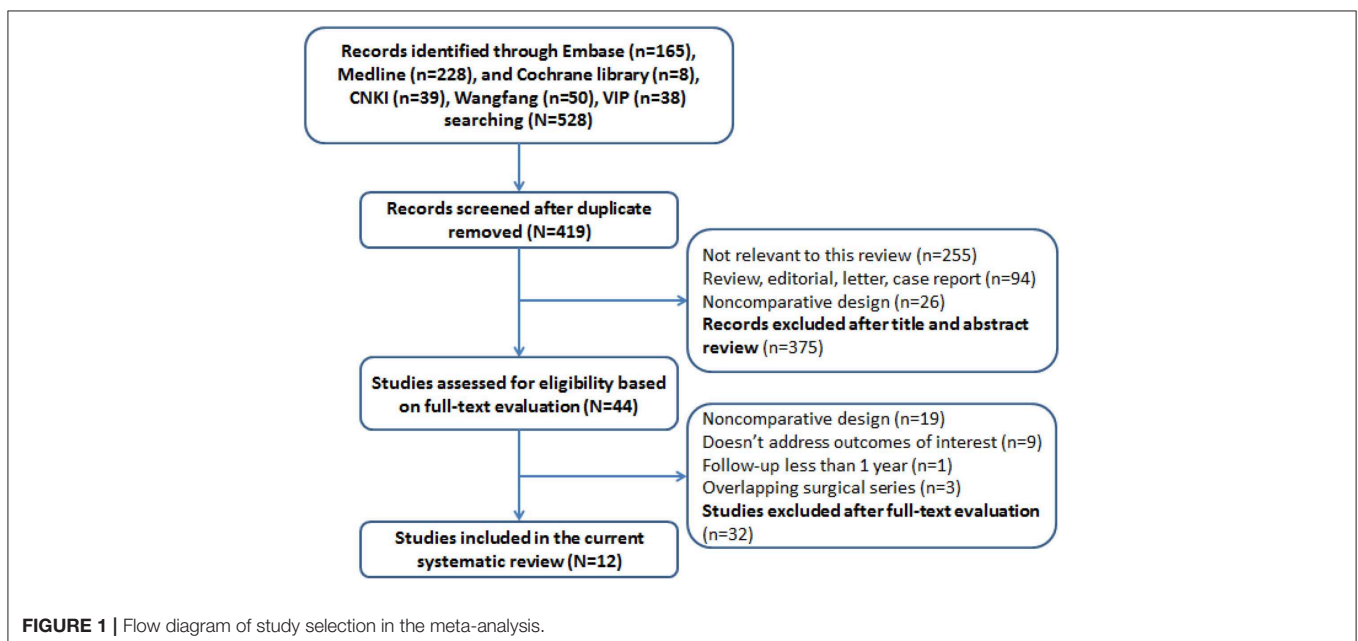 Records identified through Embase (n=165),
Medline (n=228), and Cochrane library (n=8),
CNKI (n=39), Wangfang (n=50), VIP (n=38)
searching (N=528)
Records screened after duplicate
removed (N=419)
Not relevant to this review (n=255)
Review, editorial, letter, case report (n=94)
Noncomparative design (n=26)
Records excluded after title and abstract
review (n=375)
Studies assessed for eligibility based
on full-text evaluation (N=44)
Noncomparative design (n=19)
Doesn't address outcomes of interest (n=9)
Follow-up less than 1 year (n=1)
Overlapping surgical series (n=3)
Studies excluded after full-text evaluation
(n=32)
Studies included in the current
systematic review (N=12)
FIGURE 1 | Flow diagram of study selection in the meta-analysis.